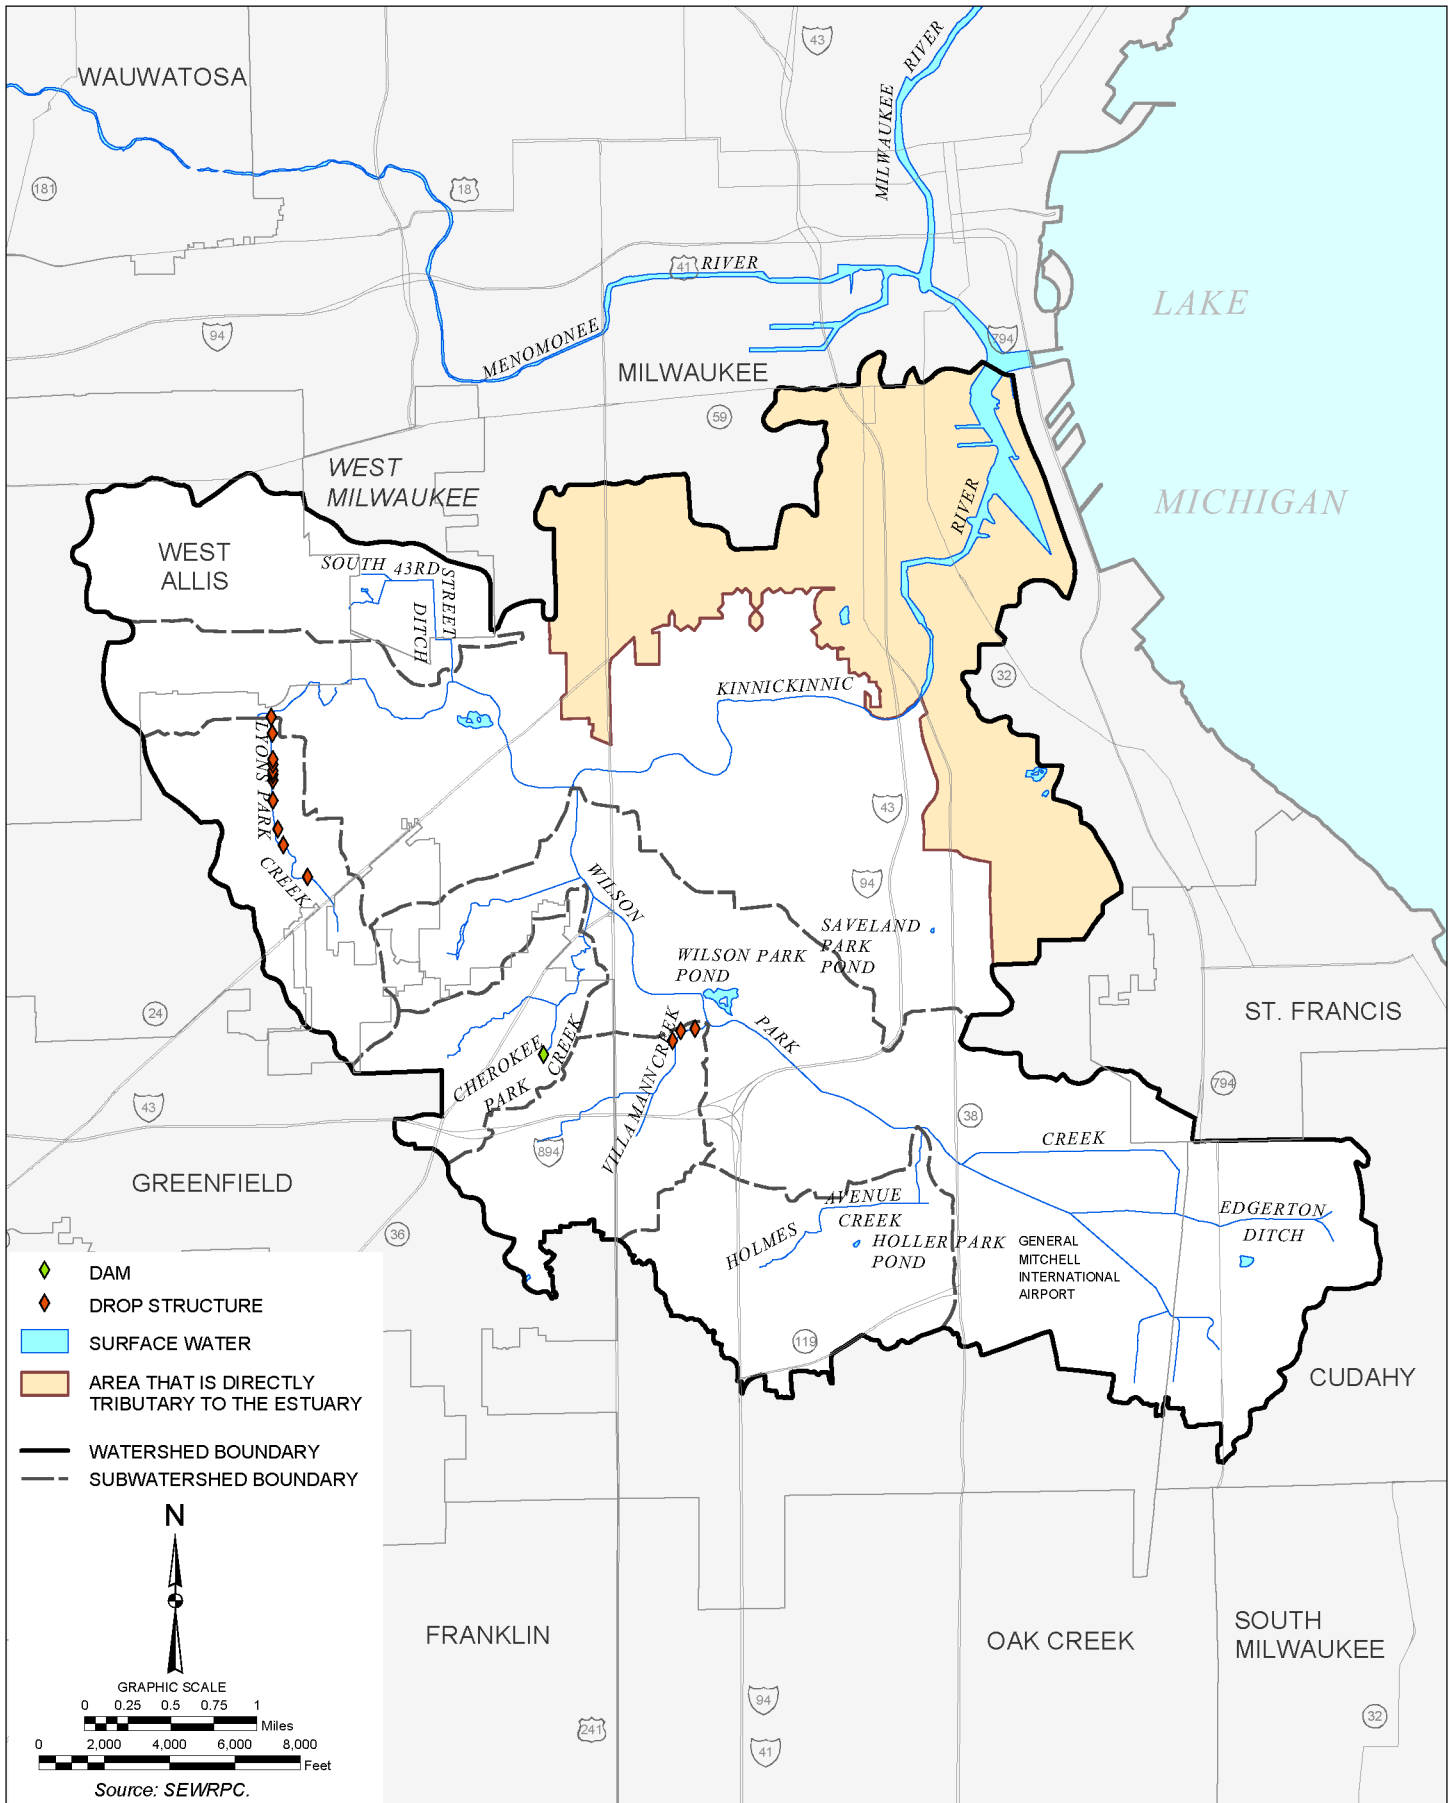 WAUWATOSA
43
RIVER
MILWAUKEE
181
18
41
RIVER
LAKE
94
794
MENOMONEE
MILWAUKEE
59
WEST
MILWAUKEE
MICHIGAN
RIVER
WEST
ALLIS
SOUTH 43RD
STREET
DITCH
32
KINNICKINNIC
LYONS PARK
CREEK
43
94
WILSON
SAVELAND
PARK
POND
WILSON PARK
POND
24
ST. FRANCIS
PARK
CHEROKEE
PARK
CREEK
VILLA MANN CREEK
43
794
38
894
CREEK
GREENFIELD
AVENUE
CREEK
HOLMES
EDGERTON
DITCH
36
HOLLER PARK
POND
GENERAL
MITCHELL
INTERNATIONAL
AIRPORT
119
CUDAHY
DAM
DROP STRUCTURE
SURFACE WATER
AREA THAT IS DIRECTLY
TRIBUTARY TO THE ESTUARY
WATERSHED BOUNDARY
SUBWATERSHED BOUNDARY
N
FRANKLIN
OAK CREEK
SOUTH
MILWAUKEE
GRAPHIC SCALE
0 0.25 0.5 0.75 1
Miles
0 2,000 4,000 6,000 8,000
Feet
94
241
41
32
Source: SEWRPC.